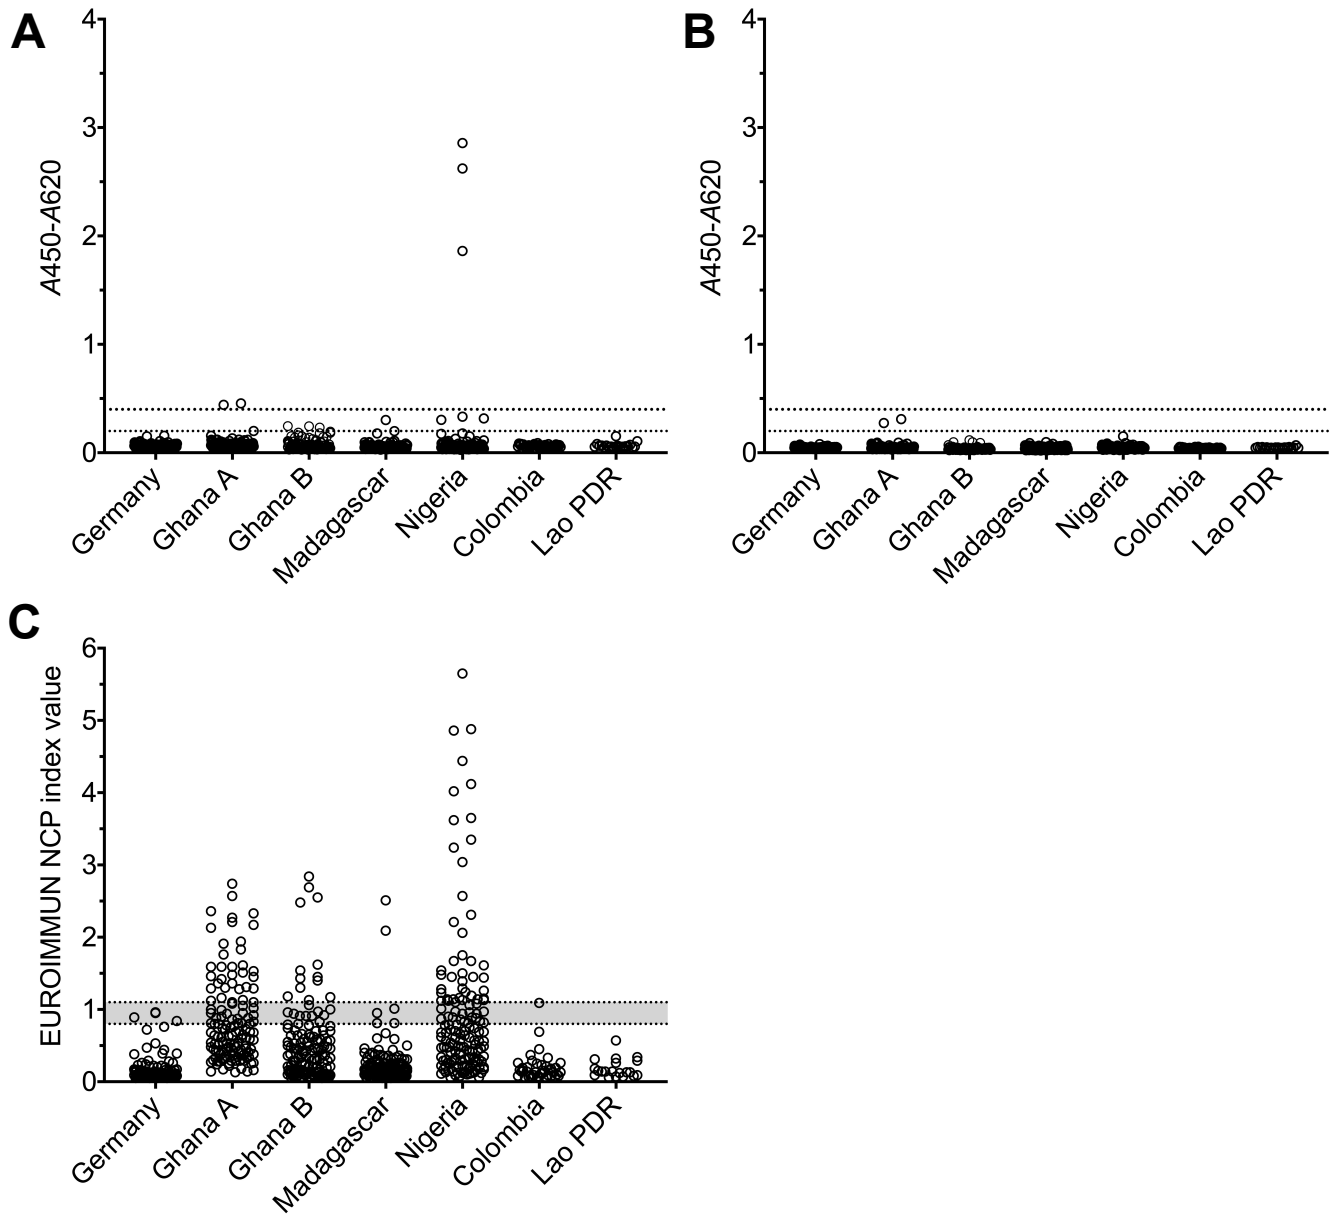 A
4
3
2
1
0
A450-A620
Germany
Ghana A
Ghana B
Madagascar
Nigeria
Colombia
Lao PDR
B
4
3
2
1
0
A450-A620
Germany
Ghana A
Ghana B
Madagascar
Nigeria
Colombia
Lao PDR
C
6
5
4
3
2
1
0
EUROIMMUN NCP index value
Germany
Ghana A
Ghana B
Madagascar
Nigeria
Colombia
Lao PDR